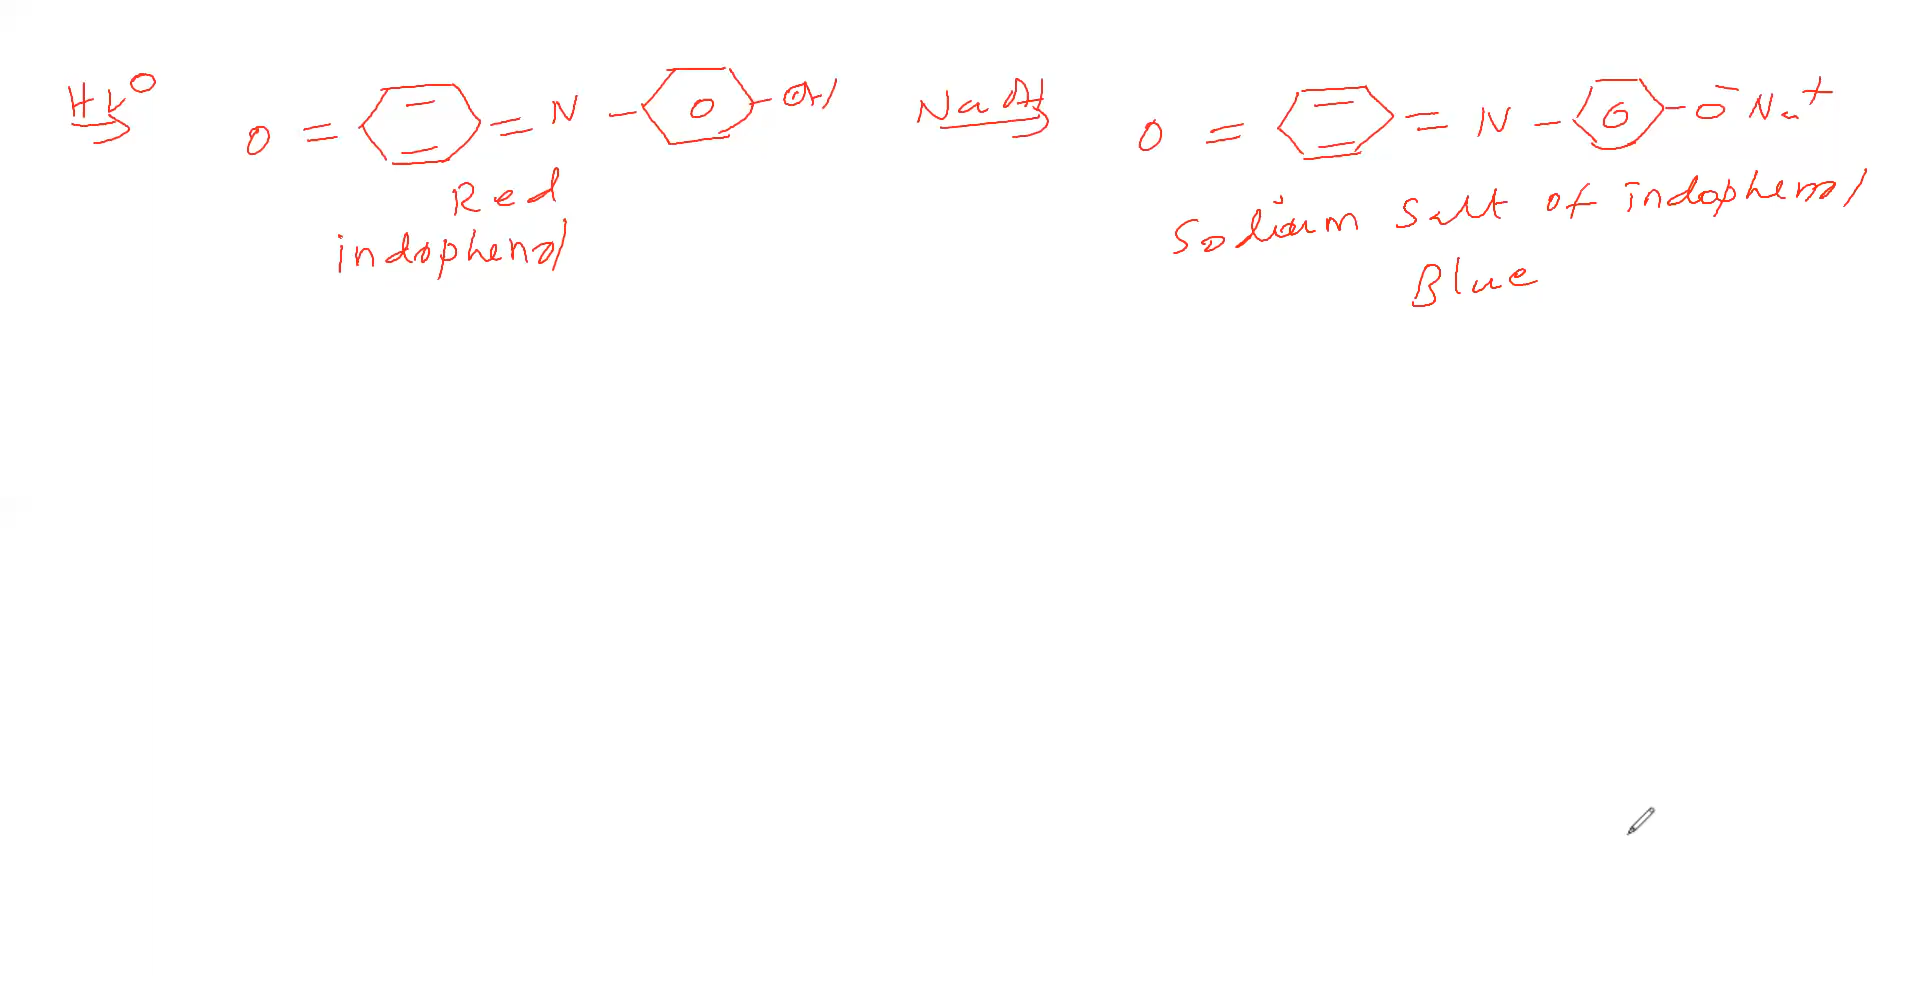 H₂O
O = = N - OH NaOH O = = N - O⁻ Na⁺
Red
indophenol
Sodium Salt of indophenol
Blue